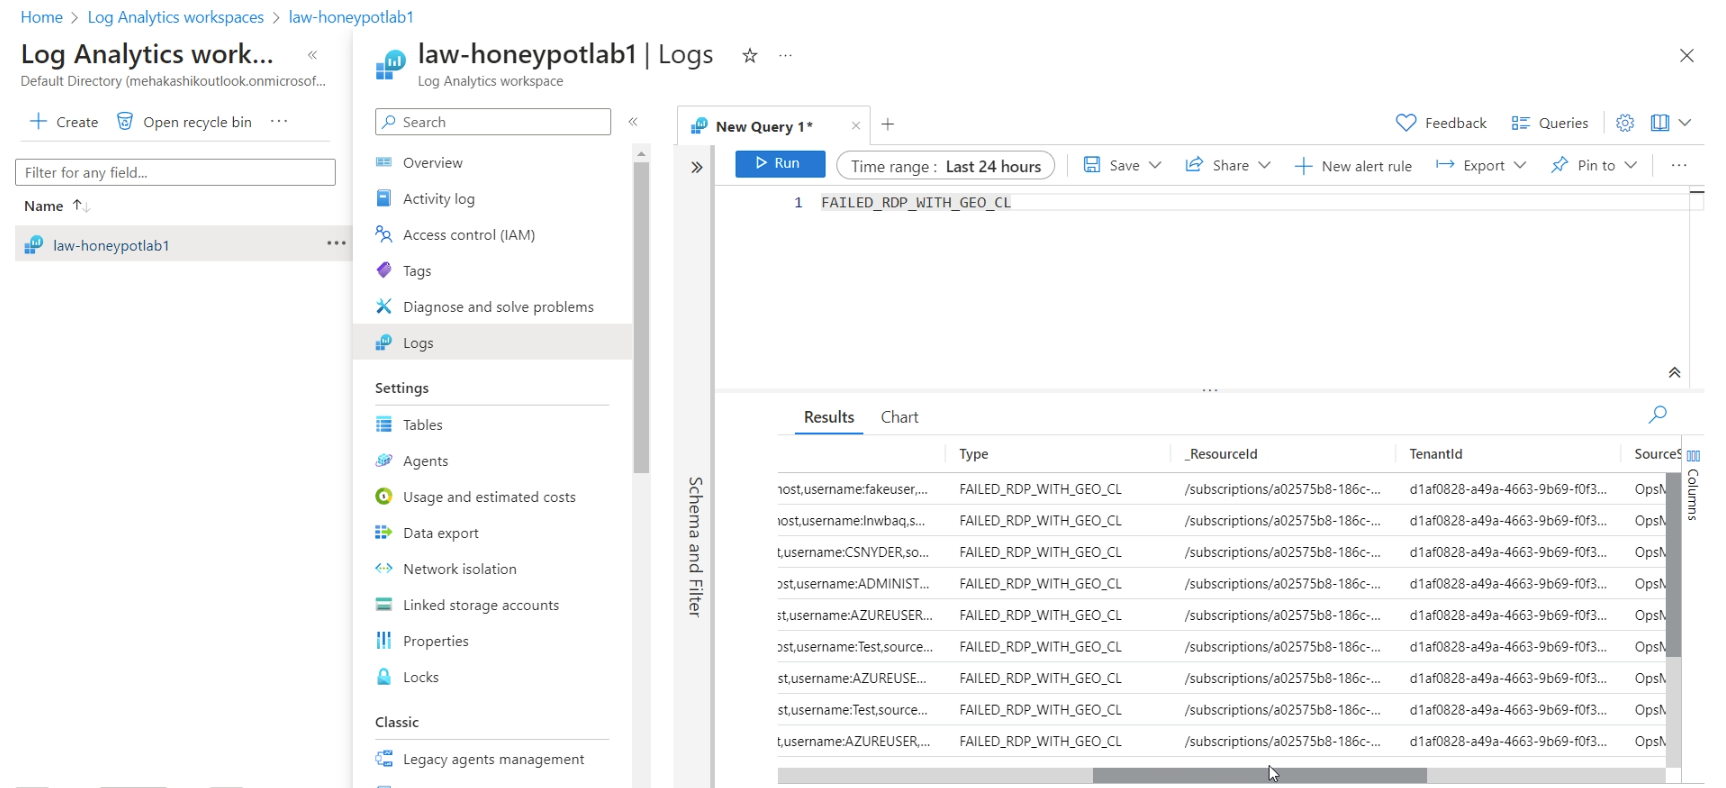 Home > Log Analytics workspaces > law-honeypotlab1
Log Analytics work...
Default Directory (mehakashikoutlook.onmicrosof...
Create
Open recycle bin
Filter for any field...
Name
law-honeypotlab1
law-honeypotlab1 | Logs
Log Analytics workspace
Search
Overview
Activity log
Access control (IAM)
Tags
Diagnose and solve problems
Logs
Settings
Tables
Agents
Usage and estimated costs
Data export
Network isolation
Linked storage accounts
Properties
Locks
Classic
Legacy agents management
New Query 1*
Feedback
Queries
Run
Time range : Last 24 hours
Save
Share
New alert rule
Export
Pin to
1 FAILED_RDP_WITH_GEO_CL
Schema and Filter
Results Chart
Type _ResourceId TenantId SourceS
host,username:fakeuser,... FAILED_RDP_WITH_GEO_CL /subscriptions/a02575b8-186c-... d1af0828-a49a-4663-9b69-f0f3... OpsM
host,username:lnwbaq,s... FAILED_RDP_WITH_GEO_CL /subscriptions/a02575b8-186c-... d1af0828-a49a-4663-9b69-f0f3... OpsM
t,username:CSNYDER,so... FAILED_RDP_WITH_GEO_CL /subscriptions/a02575b8-186c-... d1af0828-a49a-4663-9b69-f0f3... OpsM
ost,username:ADMINIST... FAILED_RDP_WITH_GEO_CL /subscriptions/a02575b8-186c-... d1af0828-a49a-4663-9b69-f0f3... OpsM
st,username:AZUREUSER... FAILED_RDP_WITH_GEO_CL /subscriptions/a02575b8-186c-... d1af0828-a49a-4663-9b69-f0f3... OpsM
ost,username:Test,source... FAILED_RDP_WITH_GEO_CL /subscriptions/a02575b8-186c-... d1af0828-a49a-4663-9b69-f0f3... OpsM
st,username:AZUREUSE... FAILED_RDP_WITH_GEO_CL /subscriptions/a02575b8-186c-... d1af0828-a49a-4663-9b69-f0f3... OpsM
st,username:Test,source... FAILED_RDP_WITH_GEO_CL /subscriptions/a02575b8-186c-... d1af0828-a49a-4663-9b69-f0f3... OpsM
t,username:AZUREUSER,... FAILED_RDP_WITH_GEO_CL /subscriptions/a02575b8-186c-... d1af0828-a49a-4663-9b69-f0f3... OpsM
Columns